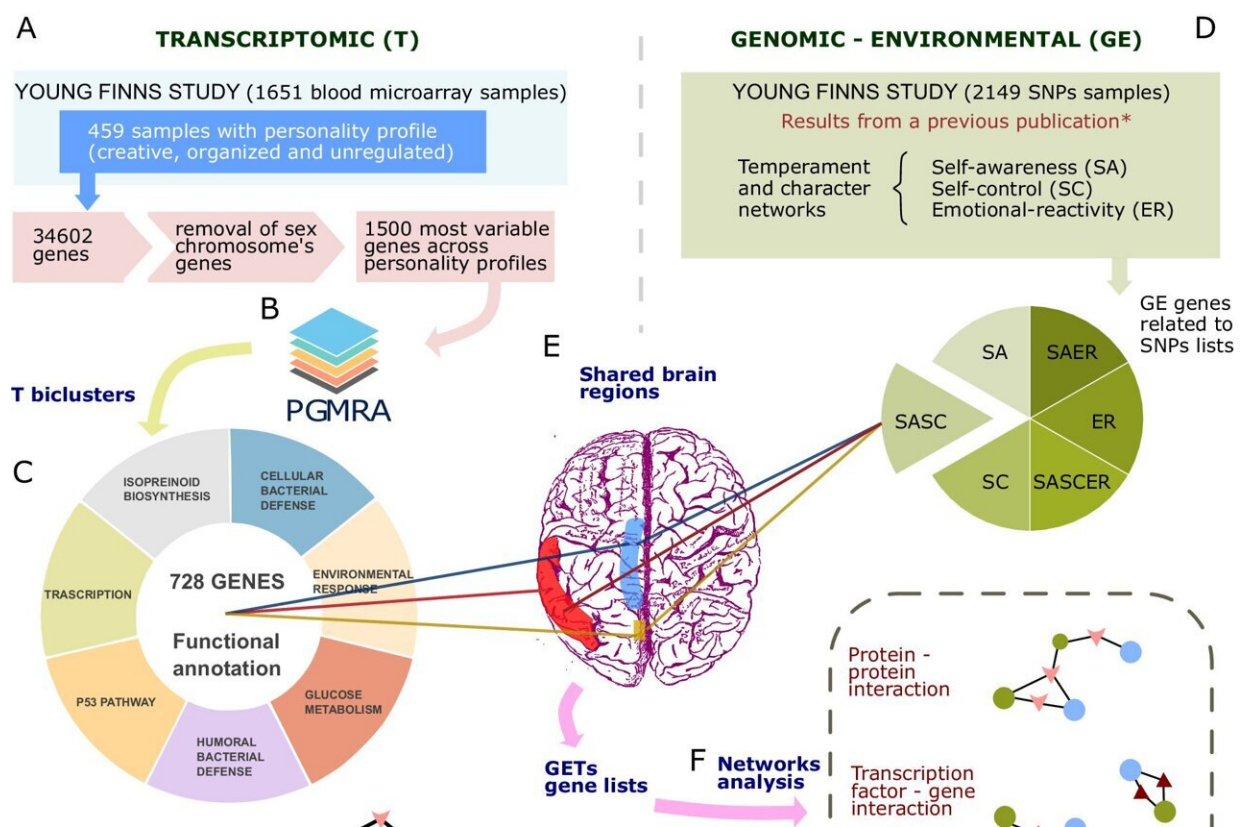 A
TRANSCRIPTOMIC (T)
YOUNG FINNS STUDY (1651 blood microarray samples)
459 samples with personality profile
(creative, organized and unregulated)
34602
genes
removal of sex
chromosome's
genes
1500 most variable
genes across
personality profiles
B
PGMRA
T biclusters
C
ISOPREINOID
BIOSYNTHESIS
CELLULAR
BACTERIAL
DEFENSE
ENVIRONMENTAL
RESPONSE
GLUCOSE
METABOLISM
HUMORAL
BACTERIAL
DEFENSE
P53 PATHWAY
TRASCRIPTION
728 GENES
Functional
annotation
D
GENOMIC - ENVIRONMENTAL (GE)
YOUNG FINNS STUDY (2149 SNPs samples)
Results from a previous publication*
Temperament
and character
networks
Self-awareness (SA)
Self-control (SC)
Emotional-reactivity (ER)
GE genes
related to
SNPs lists
SA
SAER
ER
SASCER
SC
SASC
E
Shared brain
regions
GETs
gene lists
F
Networks
analysis
Protein -
protein
interaction
Transcription
factor - gene
interaction